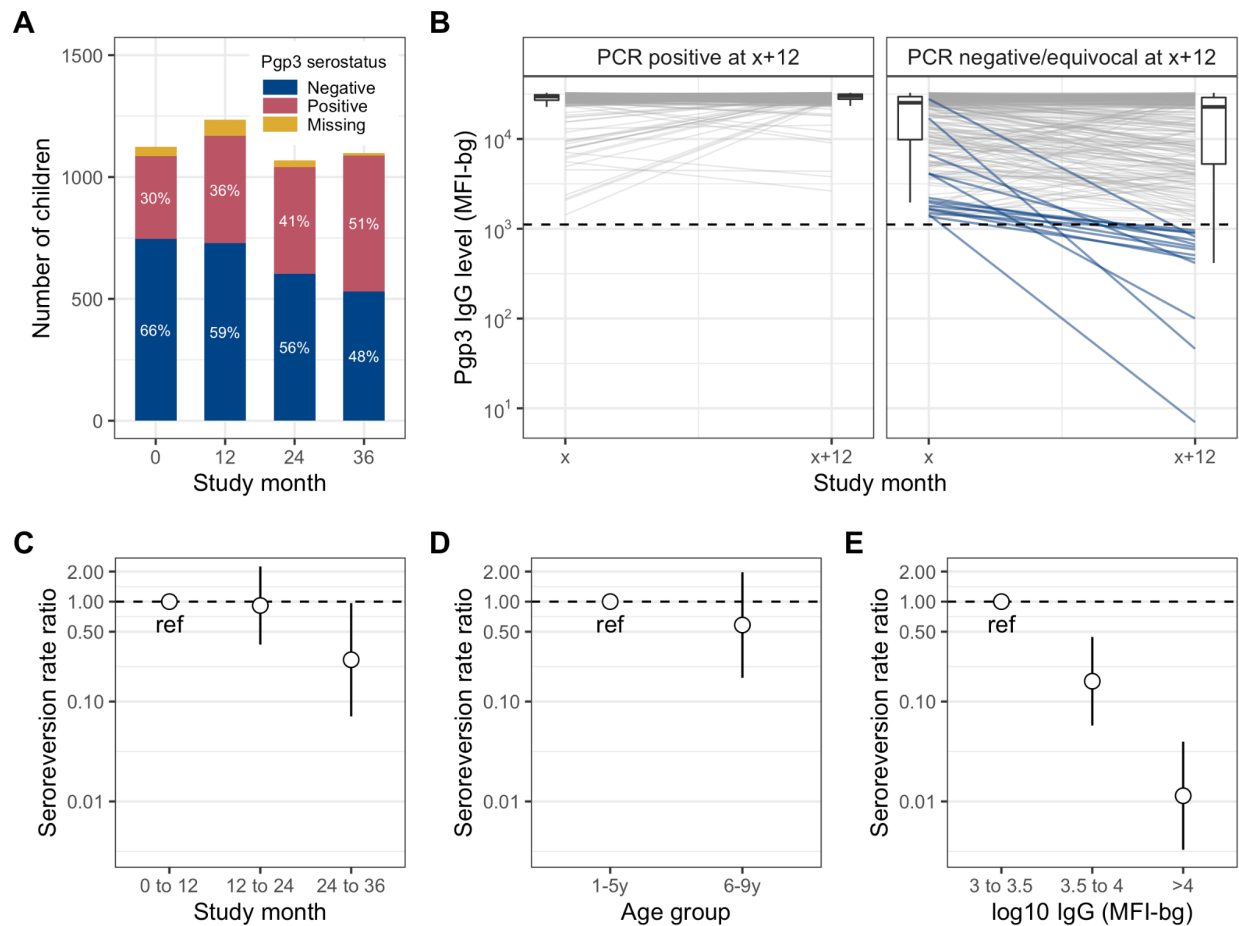 A
Number of children
1500
1000
500
0
Pgp3 serostatus
Negative
Positive
Missing
30%
36%
41%
51%
66%
59%
56%
48%
0 12 24 36
Study month
B
PCR positive at x+12 PCR negative/equivocal at x+12
Pgp3 IgG level (MFI-bg)
10⁴
10³
10²
10¹
x x+12 x x+12
Study month
C
Seroreversion rate ratio
2.00
1.00
0.50
0.10
0.01
ref
0 to 12 12 to 24 24 to 36
Study month
D
Seroreversion rate ratio
2.00
1.00
0.50
0.10
0.01
ref
1-5y 6-9y
Age group
E
Seroreversion rate ratio
2.00
1.00
0.50
0.10
0.01
ref
3 to 3.5 3.5 to 4 >4
log10 IgG (MFI-bg)